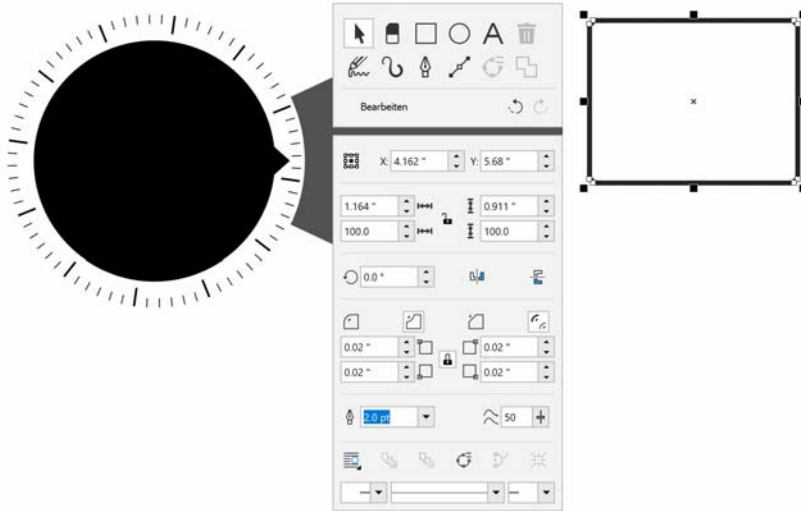 A
Bearbeiten
X: 4.162 " Y: 5.68 "
1.164 " 0.911 "
100.0 100.0
0.0 °
0.02 " 0.02 "
0.02 " 0.02 "
2.0 pt 50